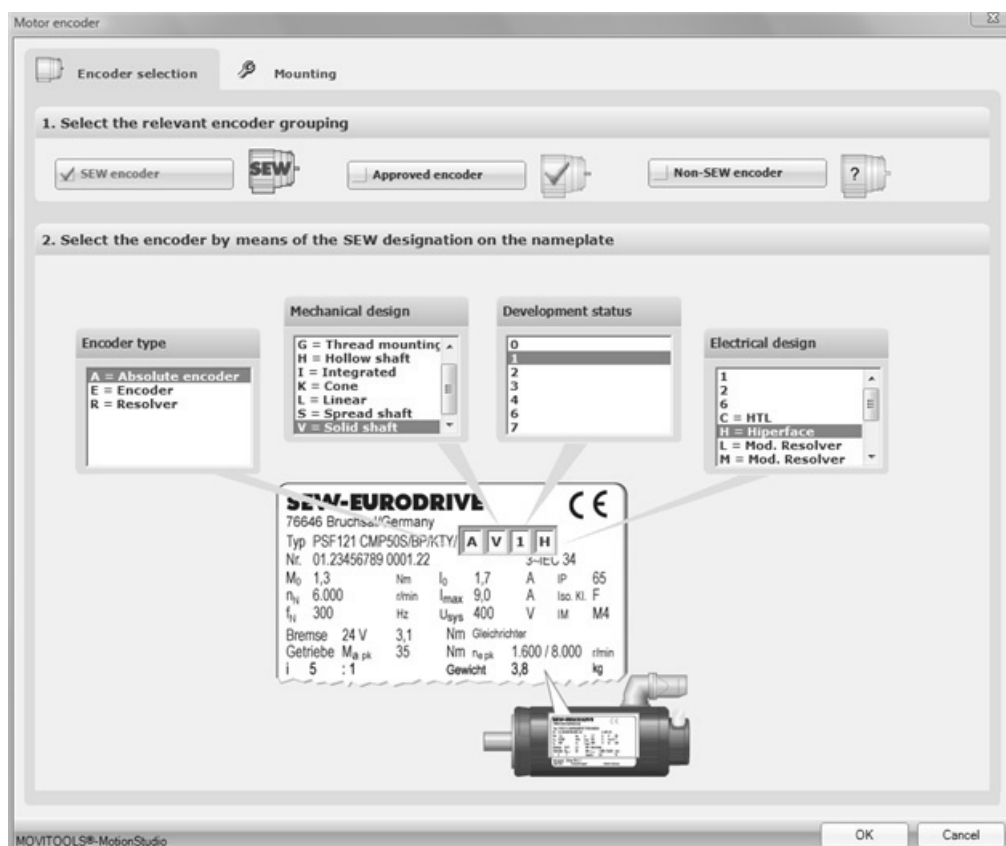 Motor encoder
Encoder selection
Mounting
1. Select the relevant encoder grouping
SEW encoder
SEW
Approved encoder
Non-SEW encoder
?
2. Select the encoder by means of the SEW designation on the nameplate
Encoder type
A = Absolute encoder
E = Encoder
R = Resolver
Mechanical design
G = Thread mounting
H = Hollow shaft
I = Integrated
K = Cone
L = Linear
S = Spread shaft
V = Solid shaft
Development status
0
1
2
3
4
6
7
Electrical design
1
2
6
C = HTL
H = Hiperface
L = Mod. Resolver
M = Mod. Resolver
SEW-EURODRIVE CE
76646 Bruchsal/Germany
Typ PSF121 CMP50S/BP/KTY/ A V 1 H
Nr. 01.23456789 0001.22 3~IEC 34
M0 1,3 Nm I0 1,7 A IP 65
nN 6.000 r/min Imax 9,0 A Iso. Kl. F
fN 300 Hz Usys 400 V IM M4
Bremse 24 V 3,1 Nm Gleichrichter
Getriebe Ma pk 35 Nm ne pk 1.600 / 8.000 r/min
i 5 :1 Gewicht 3,8 kg
MOVITOOLS®-MotionStudio
OK
Cancel